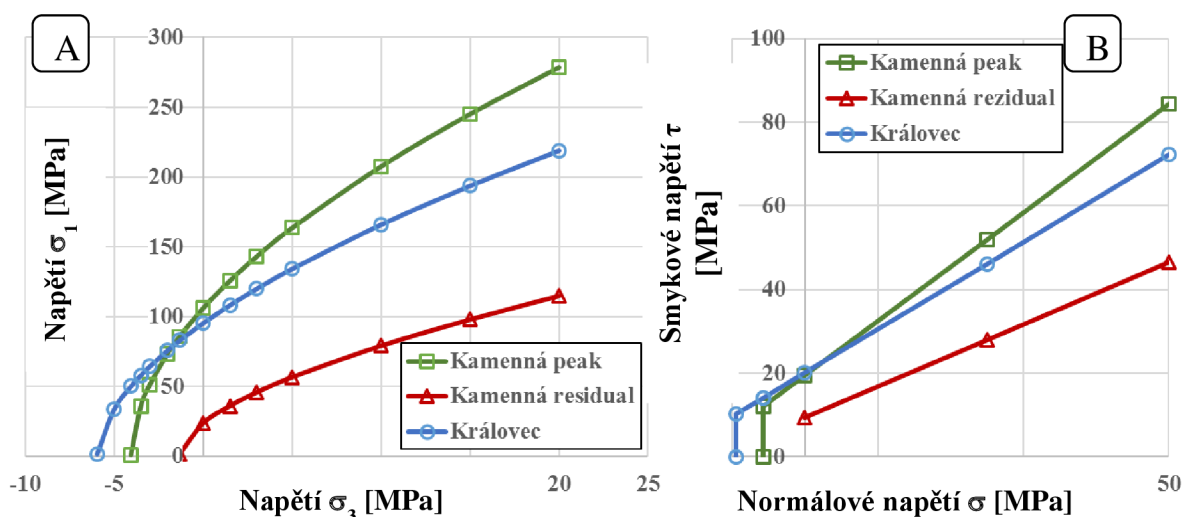 A
300
250
200
150
100
50
0
-10
-5
20
25
Napětí σ1 [MPa]
Napětí σ3 [MPa]
Kamenná peak
Kamenná residual
Královec
B
100
80
60
40
20
0
50
Smykové napětí τ
[MPa]
Normálové napětí σ [MPa]
Kamenná peak
Kamenná rezidual
Královec